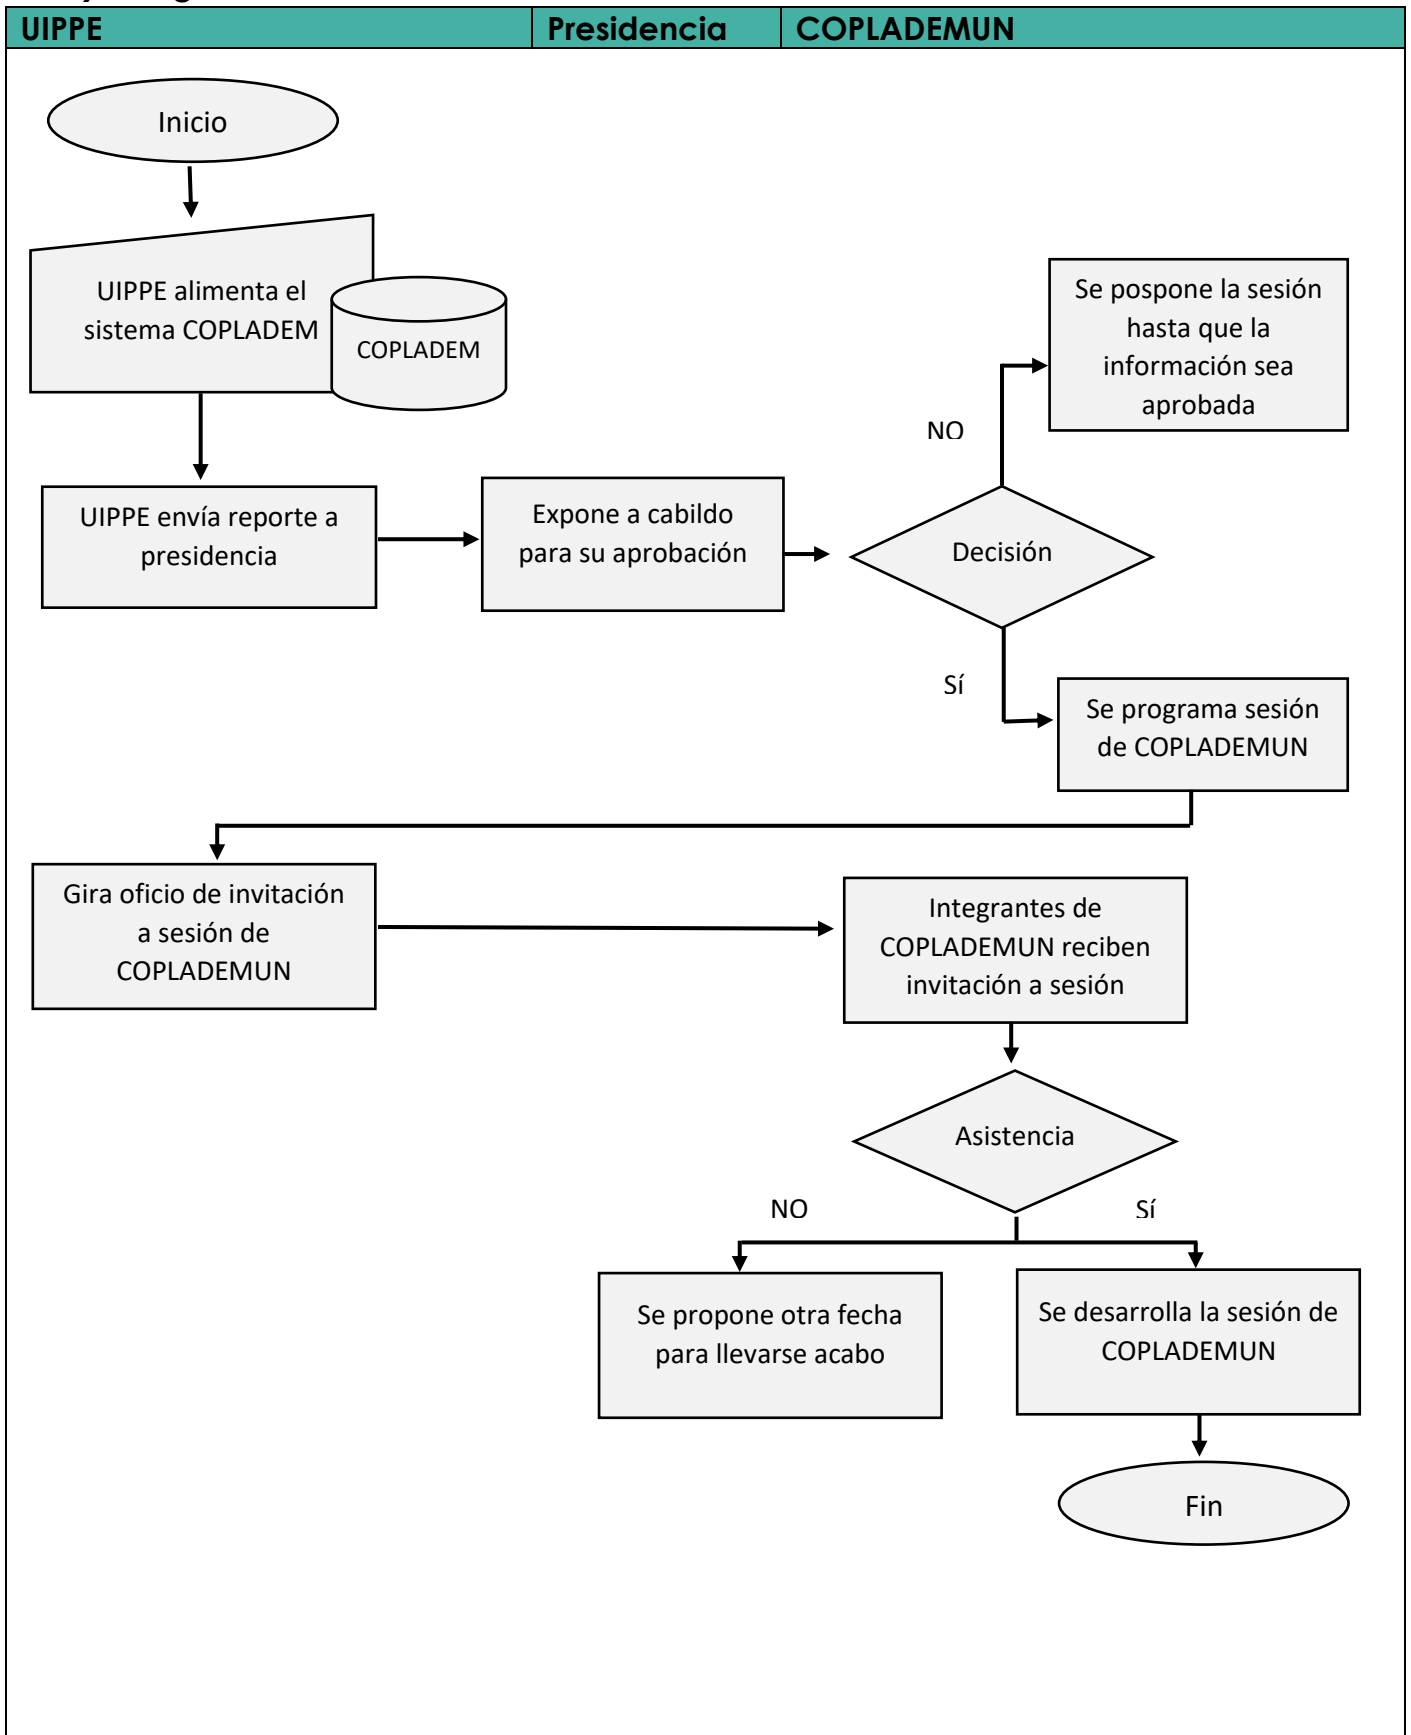 UIPPE
Presidencia
COPLADEMUN
Inicio
UIPPE alimenta el
sistema COPLADEM
COPLADEM
Se pospone la sesión
hasta que la
información sea
aprobada
NO
UIPPE envía reporte a
presidencia
Expone a cabildo
para su aprobación
Decisión
Sí
Se programa sesión
de COPLADEMUN
Gira oficio de invitación
a sesión de
COPLADEMUN
Integrantes de
COPLADEMUN reciben
invitación a sesión
Asistencia
NO
Sí
Se propone otra fecha
para llevarse acabo
Se desarrolla la sesión de
COPLADEMUN
Fin